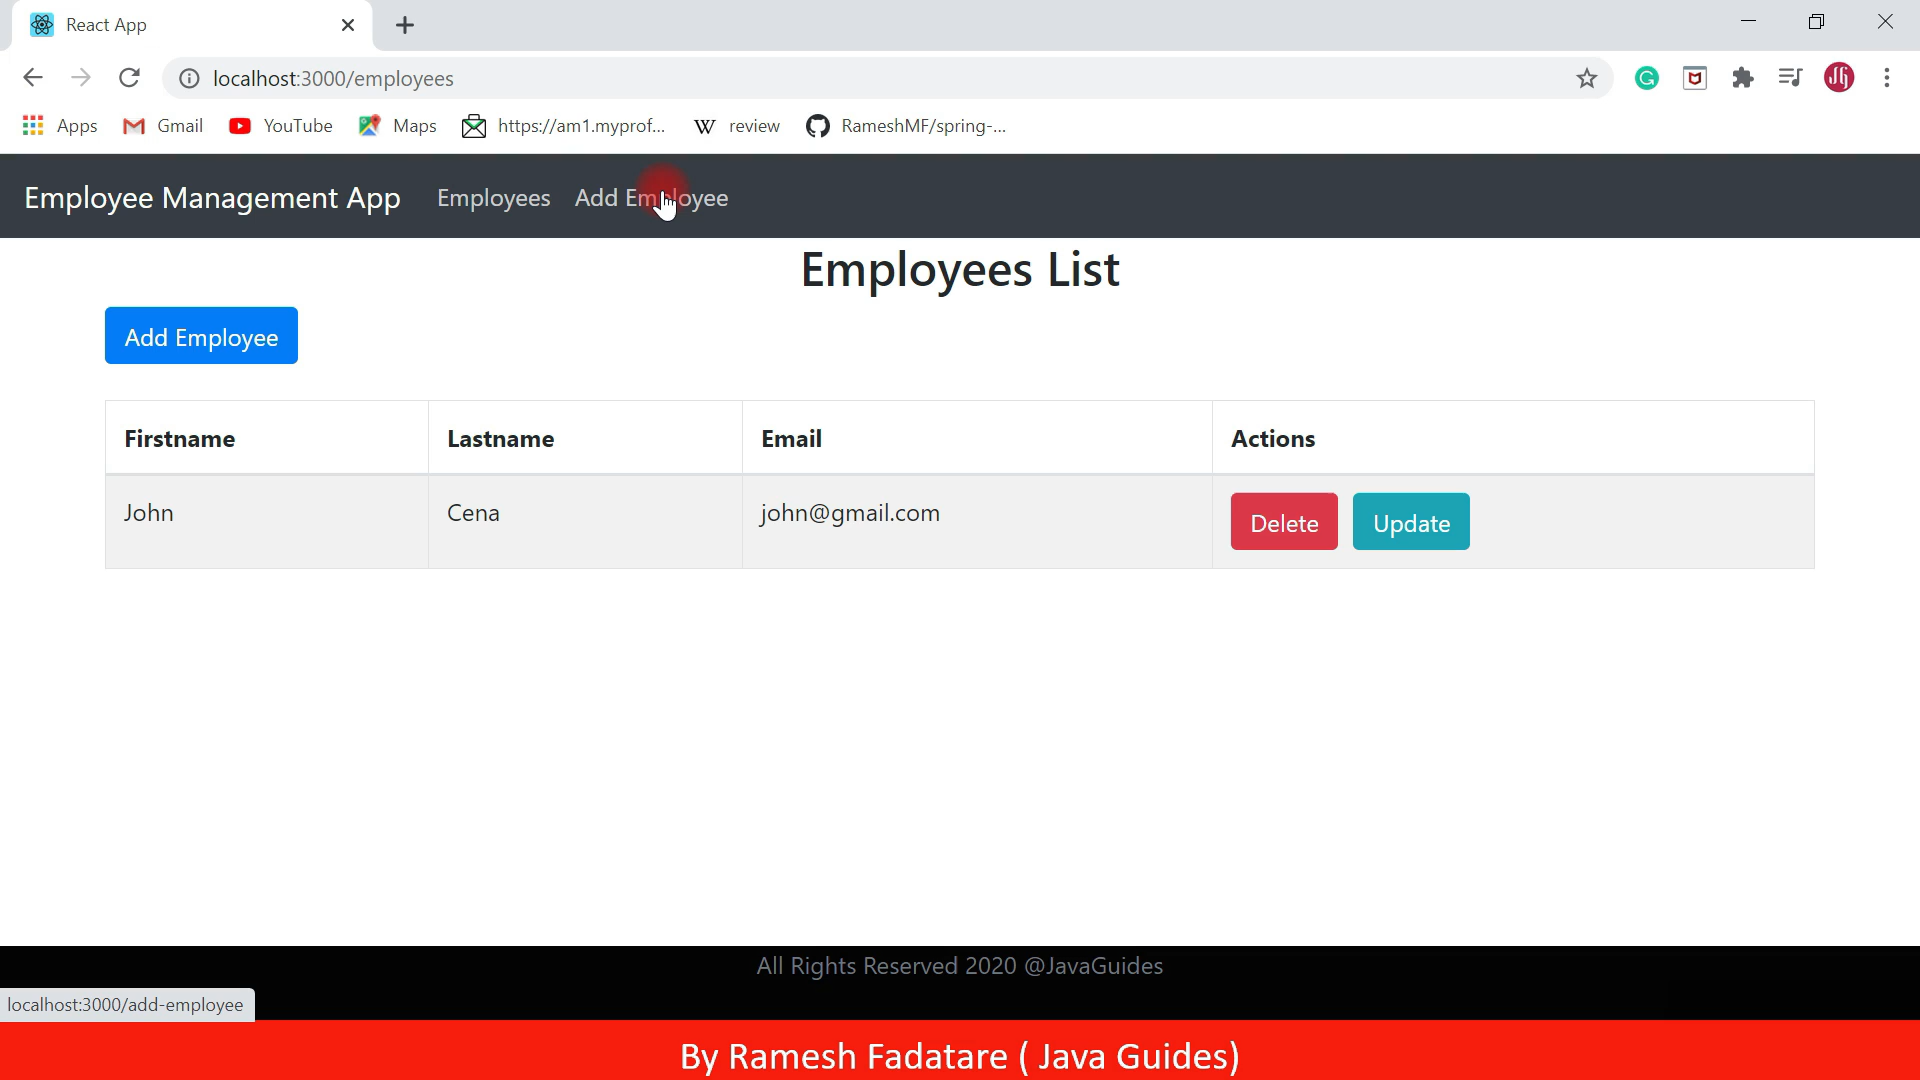 React App
localhost:3000/employees
Apps Gmail YouTube Maps https://am1.myprof... W review RameshMF/spring-...
Employee Management App Employees Add Employee
Employees List
Add Employee
Firstname Lastname Email Actions
John Cena john@gmail.com Delete Update
All Rights Reserved 2020 @JavaGuides
localhost:3000/add-employee
By Ramesh Fadatare ( Java Guides)